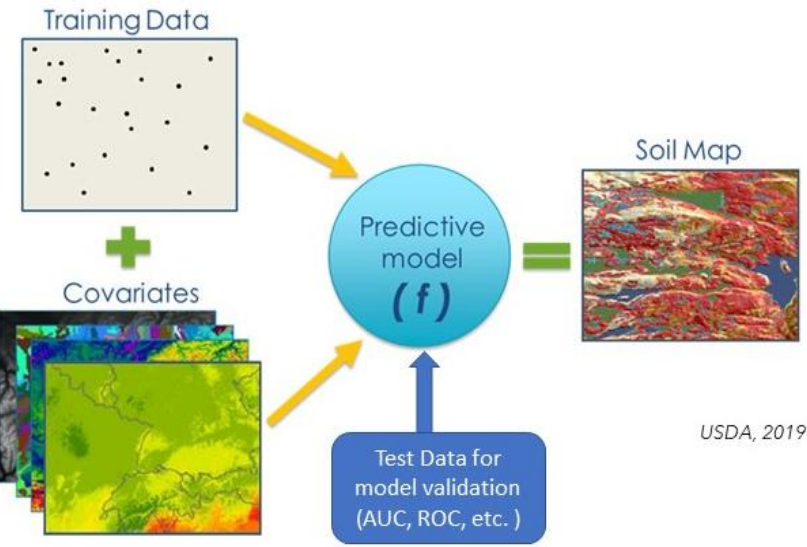 Training Data
Covariates
Predictive
model
(f)
Test Data for
model validation
(AUC, ROC, etc. )
Soil Map
USDA, 2019